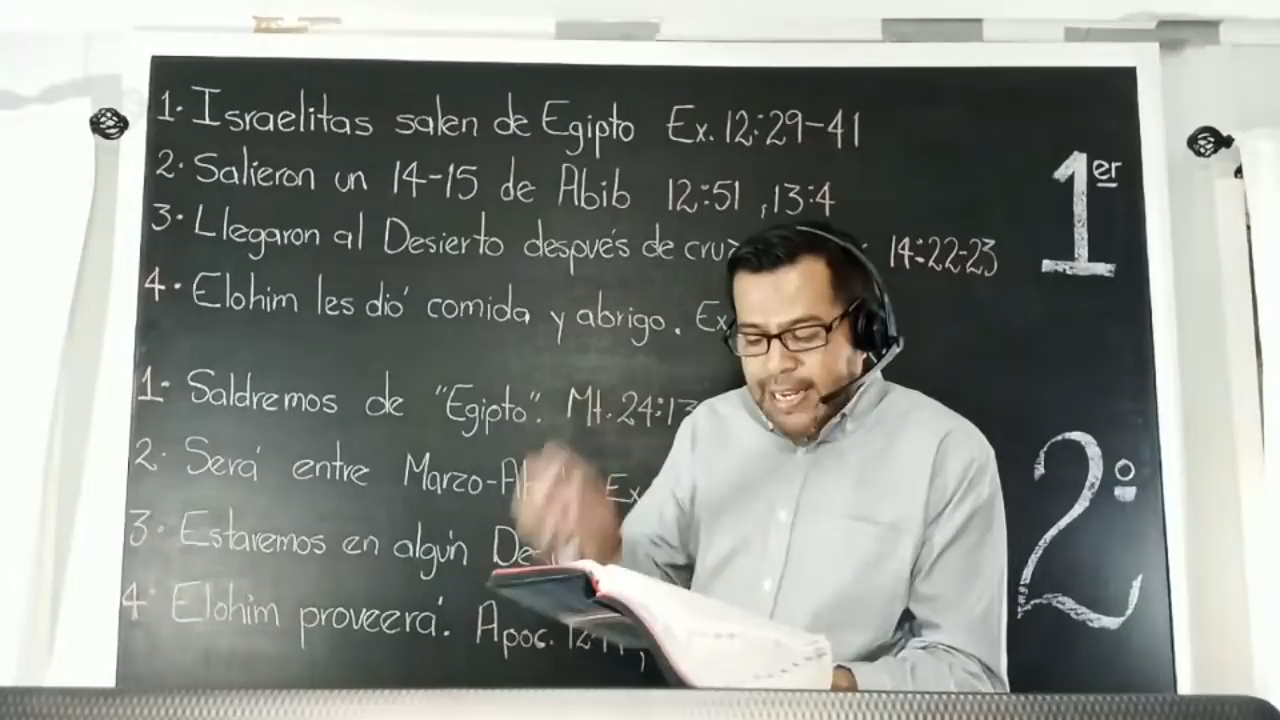 1. Israelitas salen de Egipto Ex. 12:29-41
2. Salieron un 14-15 de Abib 12:51 ,13:4
3. Llegaron al Desierto después de 14:22-23
4. Elohim les dió comida y abrigo. Ex
1er
1. Saldremos de "Egipto". Mt. 24:13
2. Será entre Marzo- Ex
3. Estaremos en algún
4. Elohim proveerá. Apoc.
2º